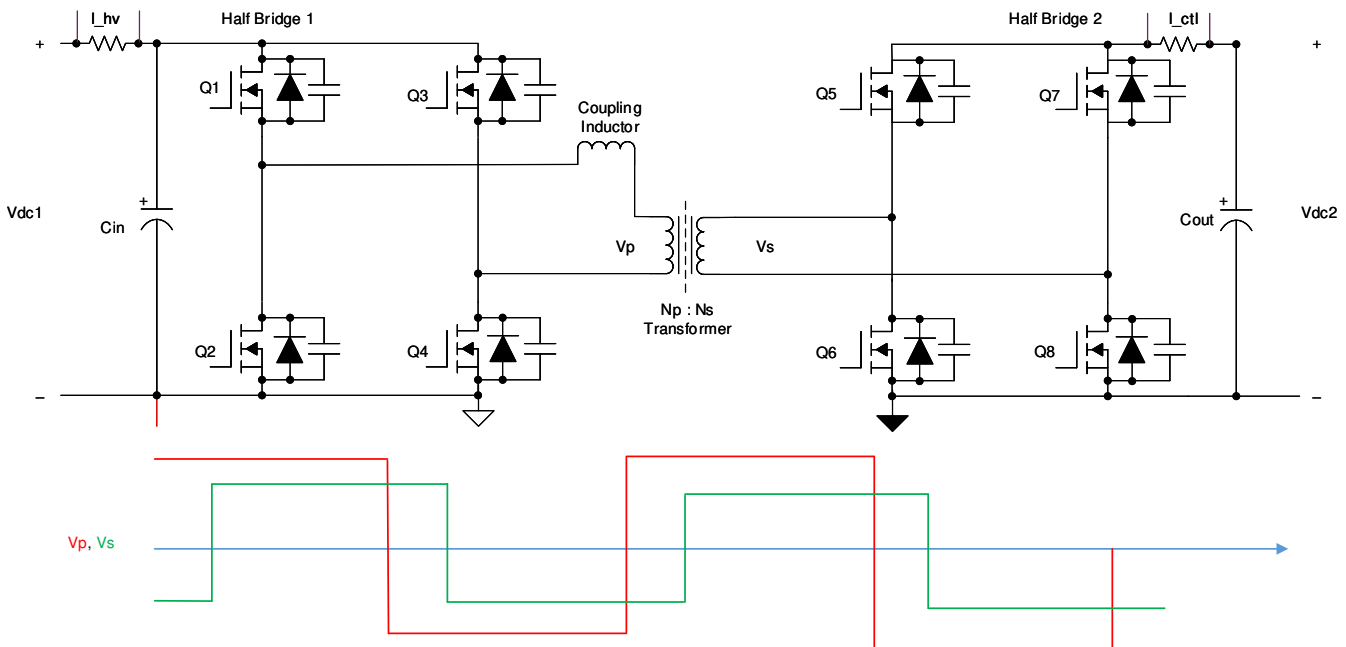 I_hv
Half Bridge 1
Half Bridge 2
I_ctl
+
+
Q1
Q3
Q5
Q7
Coupling
Inductor
Vdc1
+
Cin
Vp
Vs
+
Cout
Vdc2
Np : Ns
Transformer
Q2
Q4
Q6
Q8
–
–
Vp, Vs